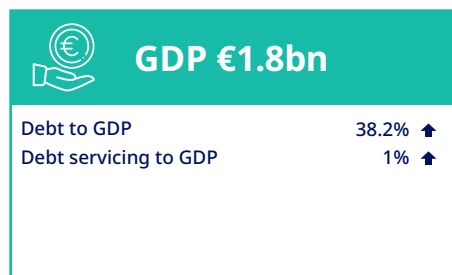 GDP €1.8bn
Debt to GDP 38.2%
Debt servicing to GDP 1%